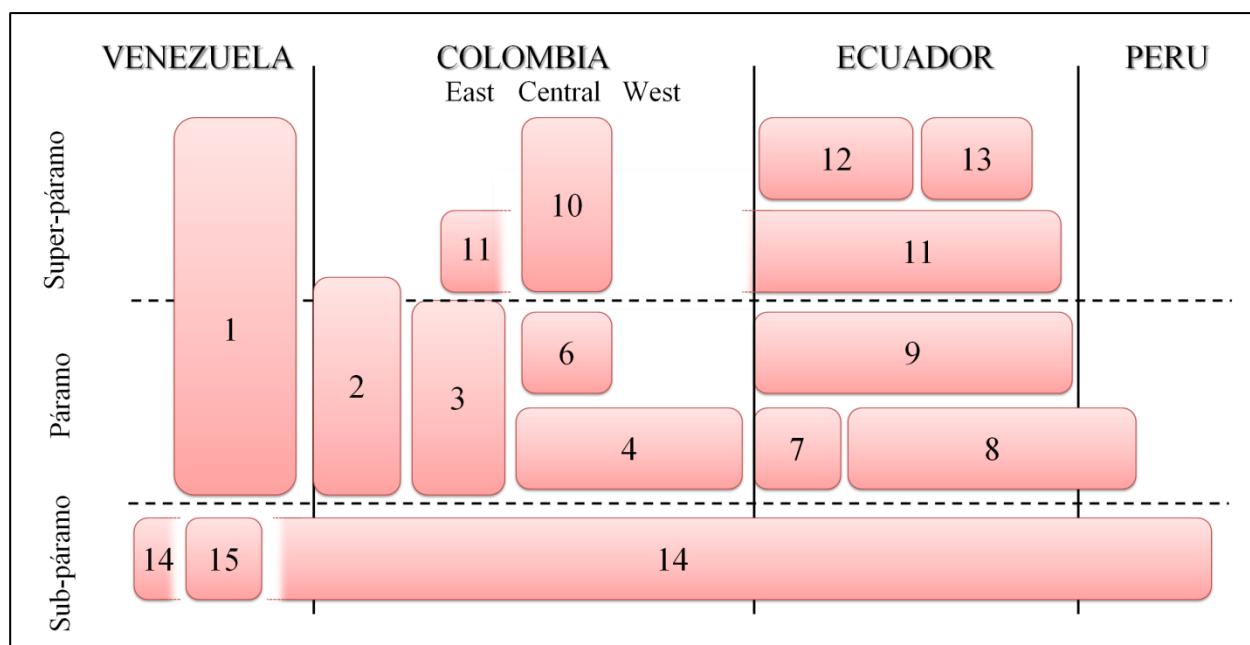 VENEZUELA COLOMBIA ECUADOR PERU
East Central West
Super-páramo
12 13
10
11 11
1
6 9
2 3
4 7 8
Páramo
14 15 14
Sub-páramo